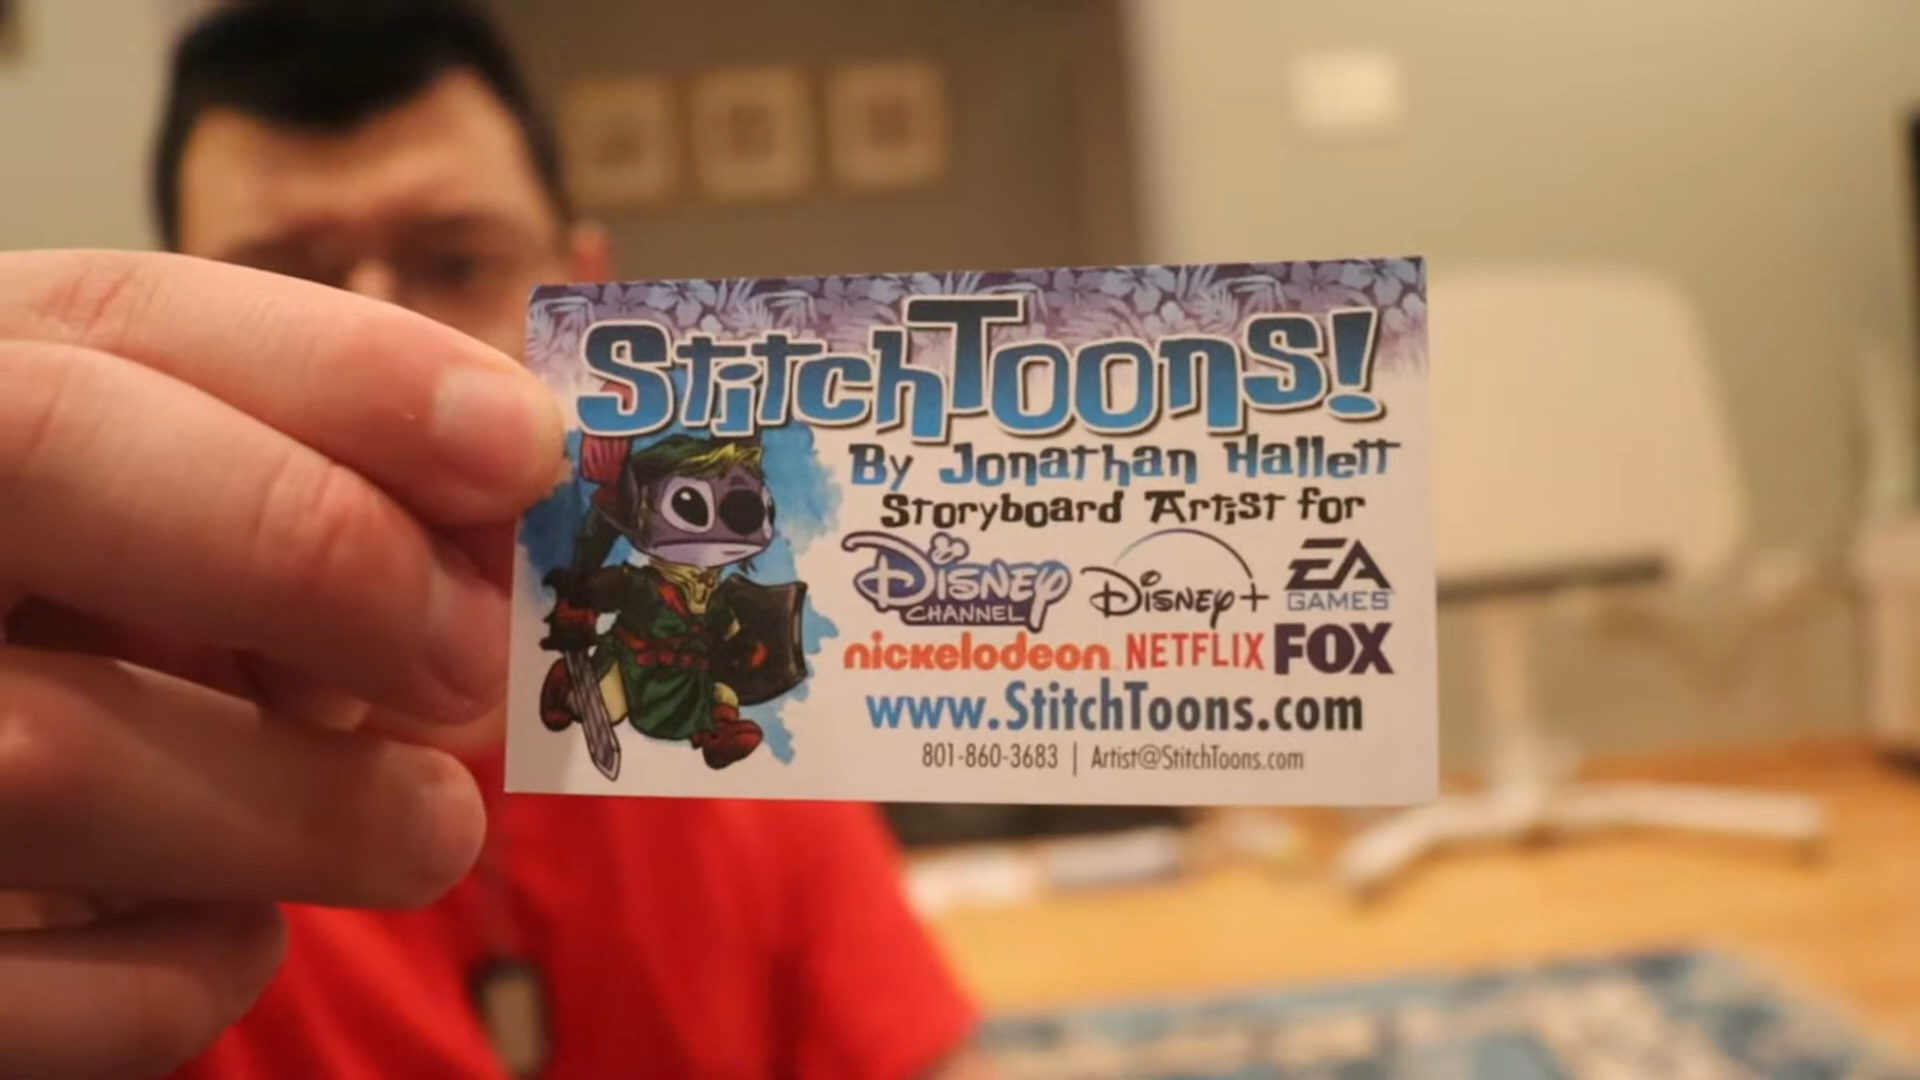 StitchToons!
By Jonathan Hallett
Storyboard Artist for
Disney CHANNEL Disney+ EA GAMES
nickelodeon NETFLIX FOX
www.StitchToons.com
801-860-3683 | Artist@StitchToons.com